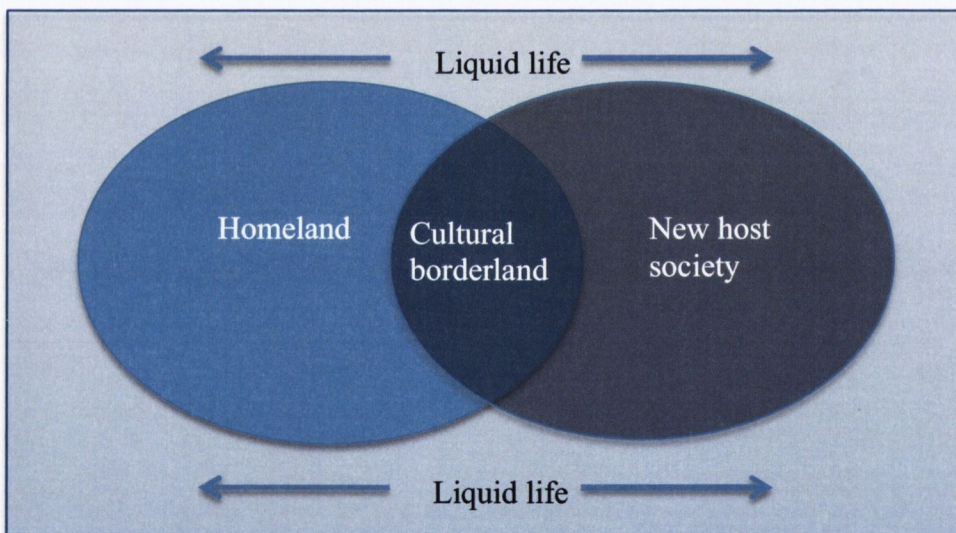 Liquid life
Homeland
Cultural
borderland
New host
society
Liquid life